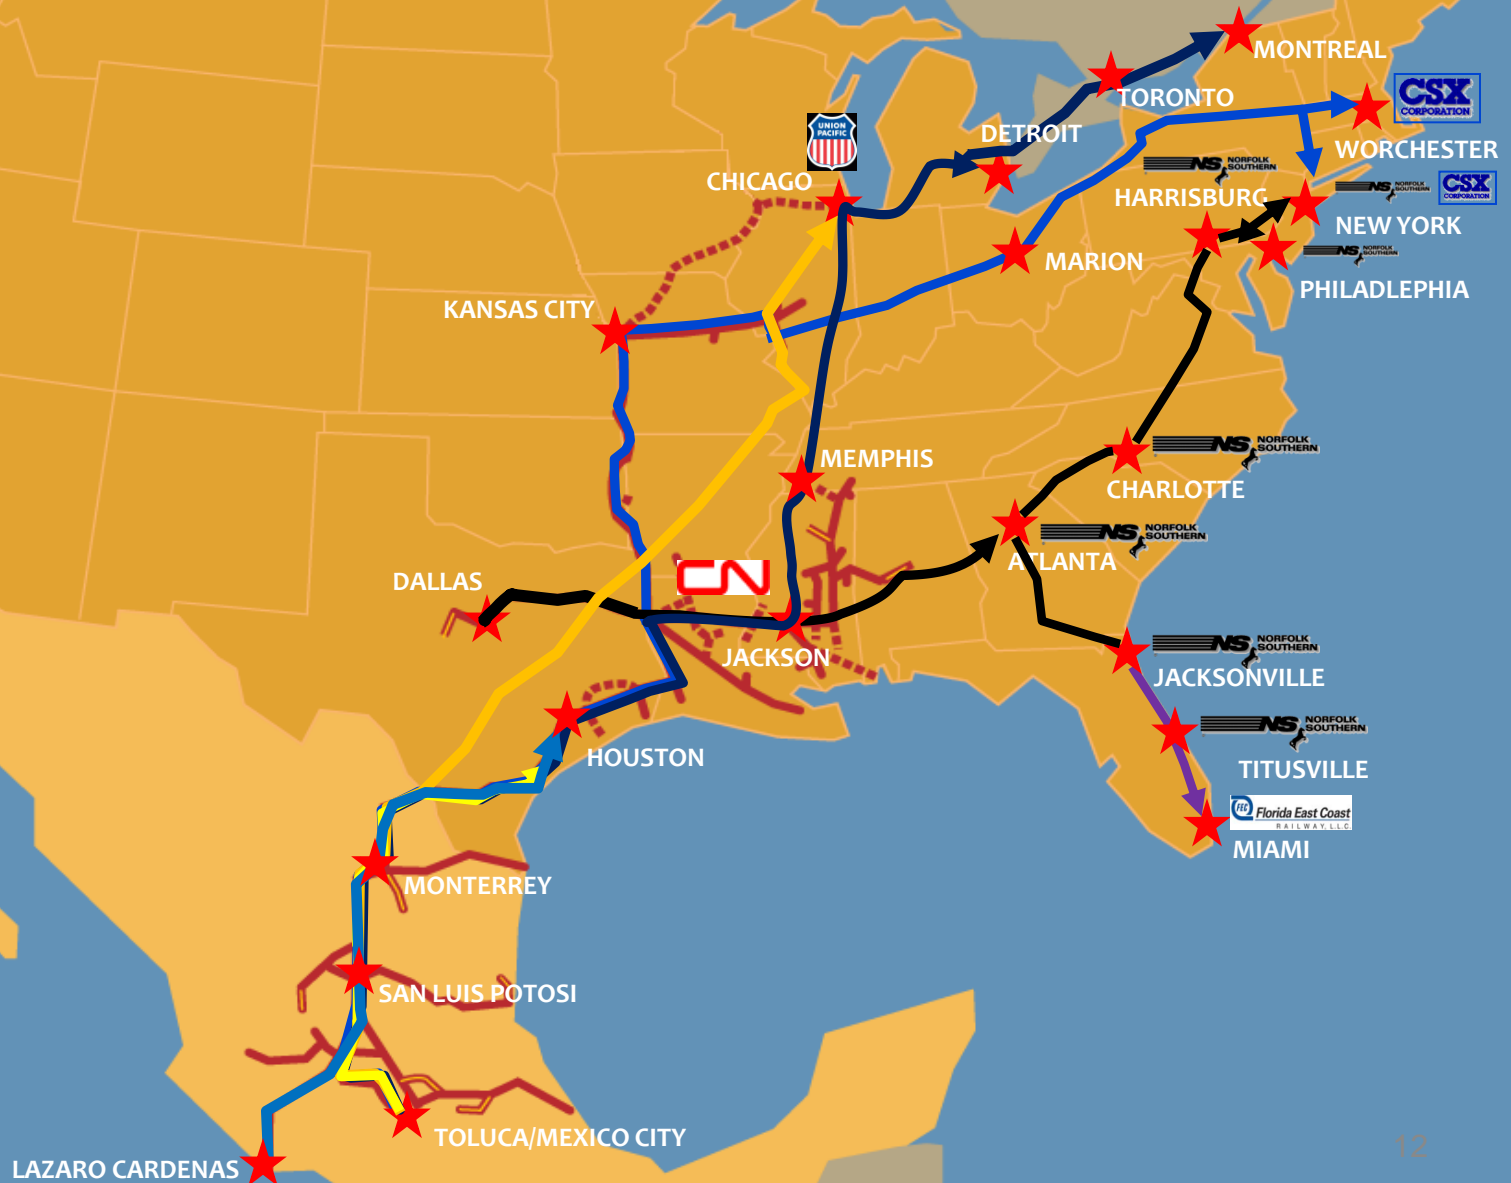 MONTREAL
TORONTO
CSX
CORPORATION
UNION
PACIFIC
DETROIT
WORCHESTER
CHICAGO
NS NORFOLK
SOUTHERN
HARRISBURG
NS NORFOLK
SOUTHERN
CSX
CORPORATION
NEW YORK
NS NORFOLK
SOUTHERN
MARION
PHILADLEPHIA
KANSAS CITY
MEMPHIS
NS NORFOLK
SOUTHERN
CHARLOTTE
NS NORFOLK
SOUTHERN
ATLANTA
CN
DALLAS
JACKSON
NS NORFOLK
SOUTHERN
JACKSONVILLE
NS NORFOLK
SOUTHERN
HOUSTON
TITUSVILLE
FEC Florida East Coast
RAILWAY, L.L.C.
MIAMI
MONTERREY
SAN LUIS POTOSI
TOLUCA/MEXICO CITY
LAZARO CARDENAS
12